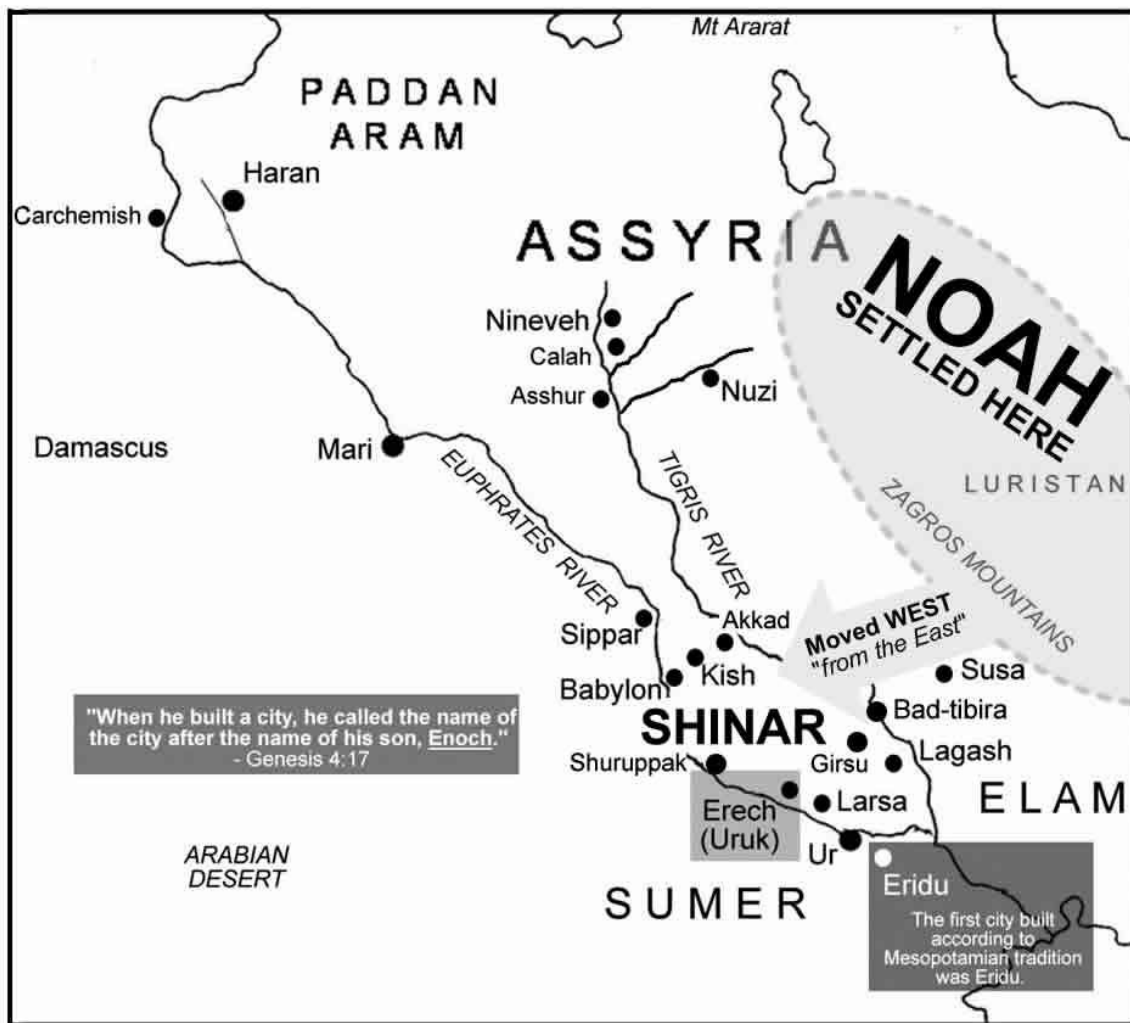 Mt Ararat
PADDAN
ARAM
Haran
Carchemish
ASSYRIA
NOAH
SETTLED HERE
Nineveh
Calah
Asshur
Nuzi
Damascus
Mari
EUPHRATES RIVER
TIGRIS RIVER
LURISTAN
ZAGROS MOUNTAINS
Akkad
Moved WEST
"from the East"
Sippar
Kish
Babylon
Susa
Bad-tibira
"When he built a city, he called the name of
the city after the name of his son, Enoch."
- Genesis 4:17
SHINAR
Shuruppak
Girsu
Lagash
Erech
(Uruk)
Larsa
ELAM
Ur
ARABIAN
DESERT
SUMER
Eridu
The first city built
according to
Mesopotamian tradition
was Eridu.